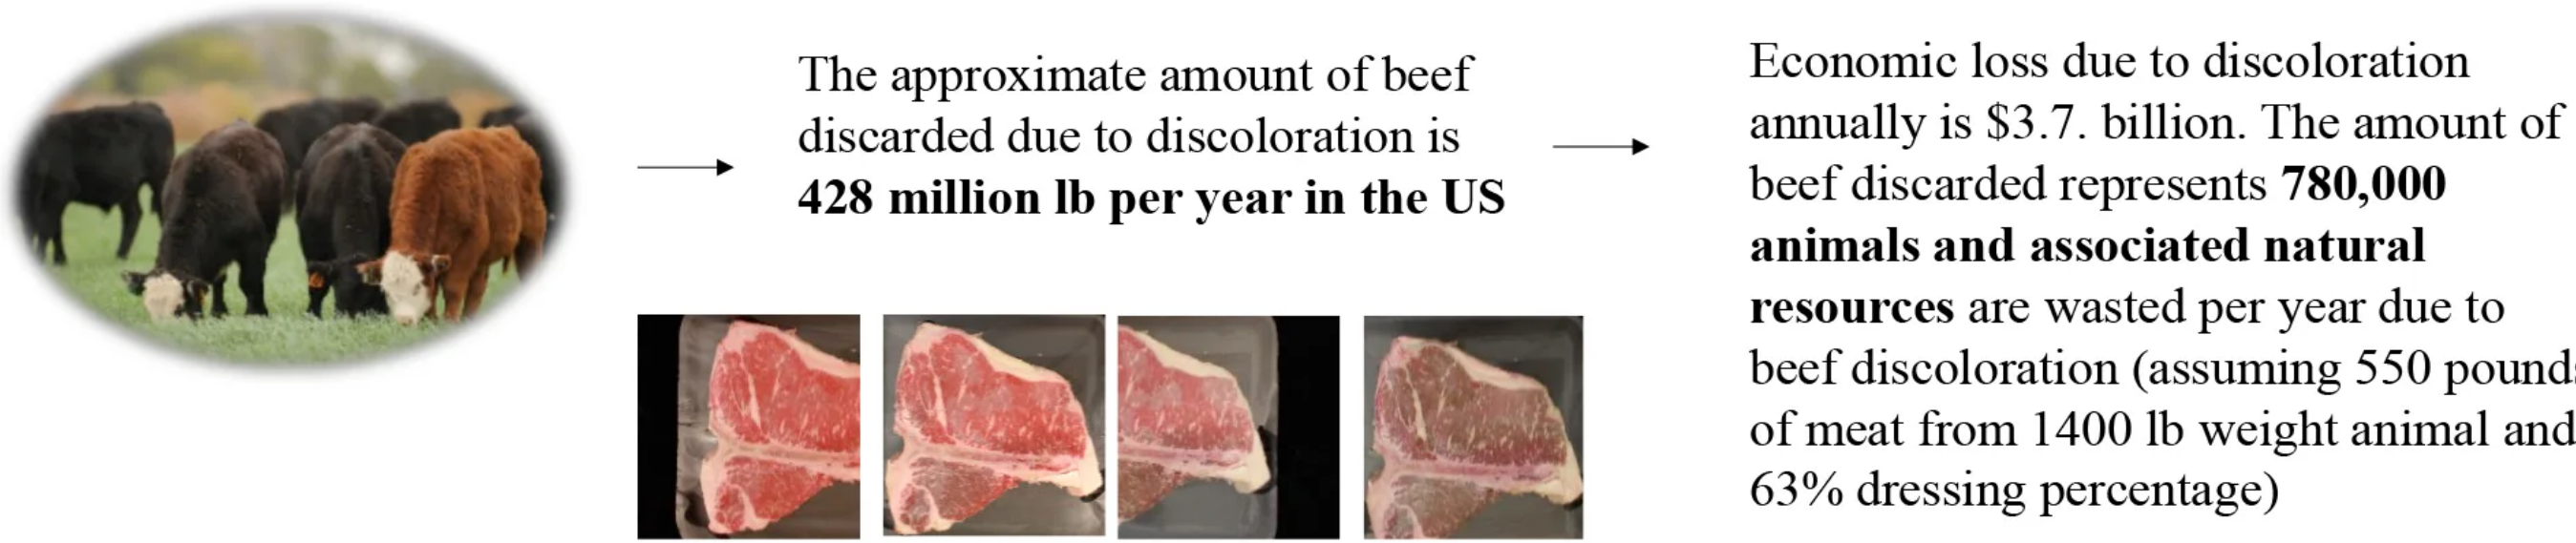 The approximate amount of beef
discarded due to discoloration is
428 million lb per year in the US
Economic loss due to discoloration
annually is $3.7. billion. The amount of
beef discarded represents 780,000
animals and associated natural
resources are wasted per year due to
beef discoloration (assuming 550 pounds
of meat from 1400 lb weight animal and
63% dressing percentage)